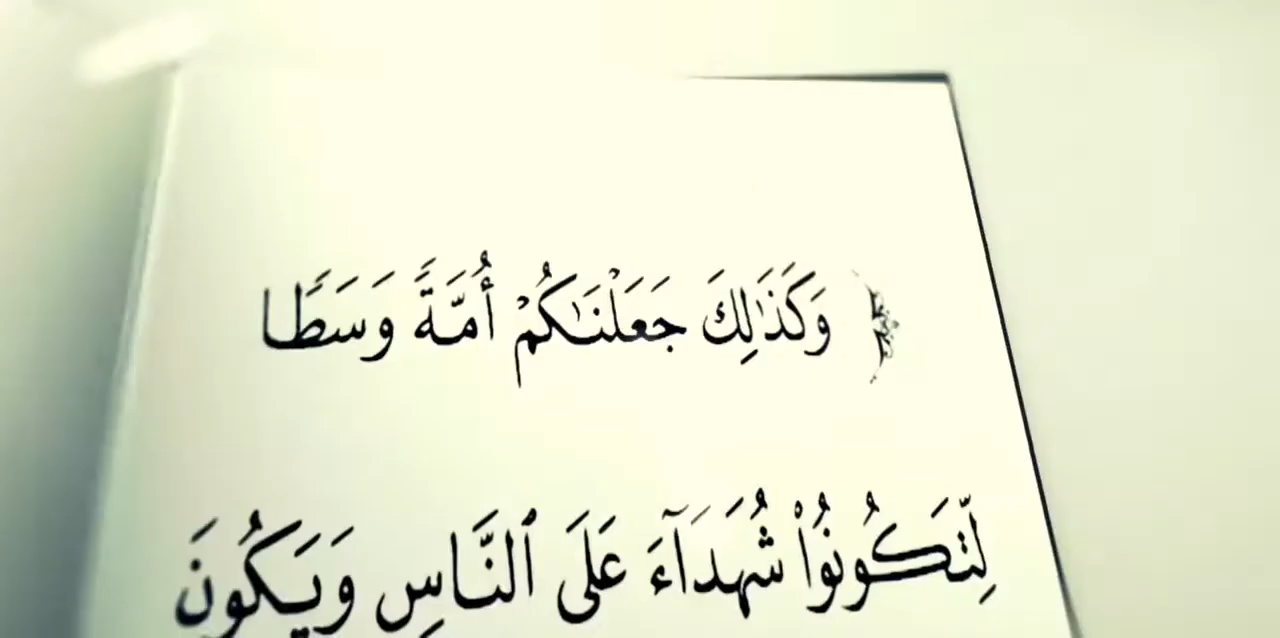 ﴿ وَكَذَٰلِكَ جَعَلْنَـٰكُمْ أُمَّةً وَسَطًا
لِّتَكُونُوا۟ شُهَدَآءَ عَلَى ٱلنَّاسِ وَيَكُونَ